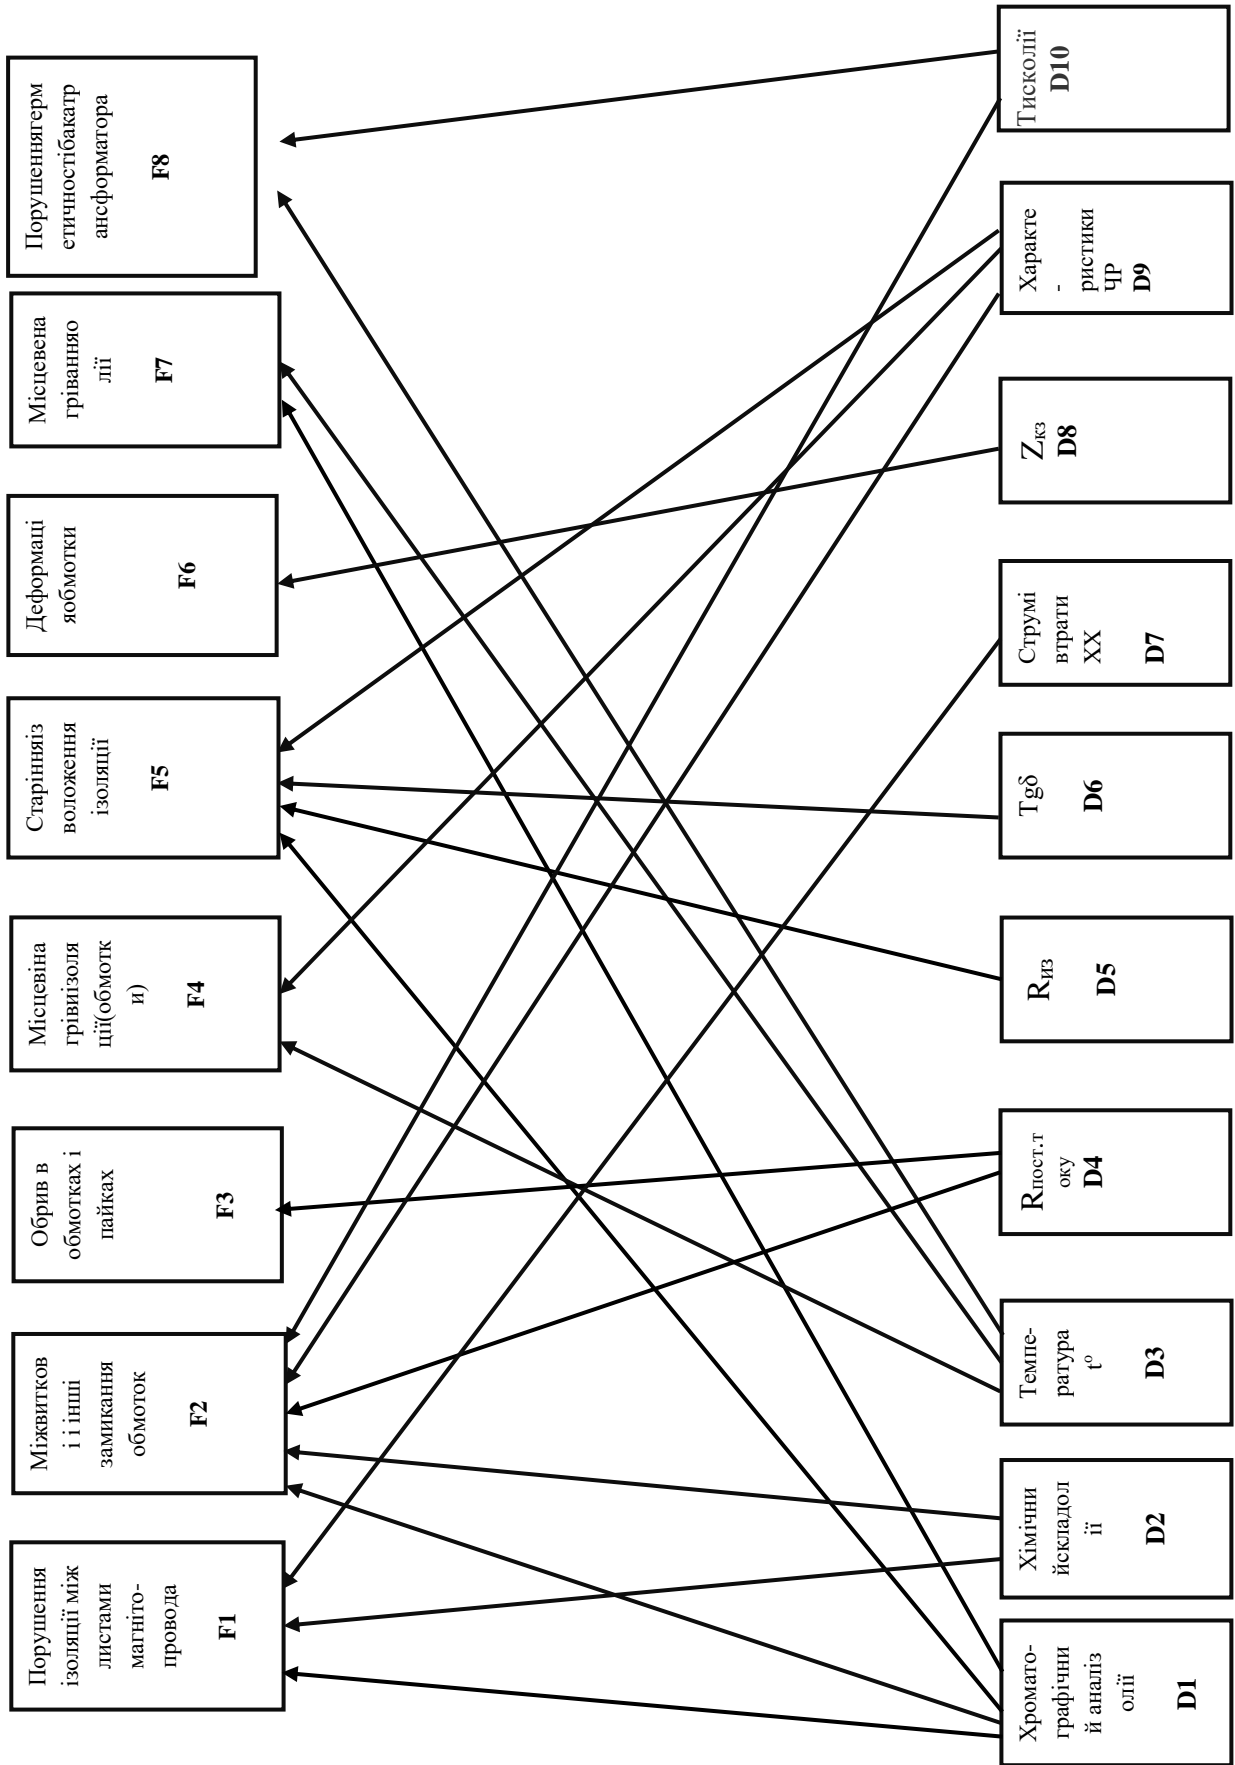 Порушення
ізоляції між
листами
магніто-
провода
F1
Міжвитков
і і інші
замикання
обмоток
F2
Обрив в
обмотках і
пайках
F3
Місцевіна
грівиізоля
ції(обмотк
и)
F4
Старінняіз
воложення
ізоляції
F5
Деформаці
яобмотки
F6
Місцевена
гріванняо
лії
F7
Порушеннягерм
етичностібакатр
ансформатора
F8
Хромато-
графічни
й аналіз
олії
D1
Хімічни
йскладол
ії
D2
Темпе-
ратура
tº
D3
Rпост.т
оку
D4
Rиз
D5
Tgδ
D6
Струмі
втрати
ХХ
D7
Zкз
D8
Характе
-
ристики
ЧР
D9
Тисколії
D10